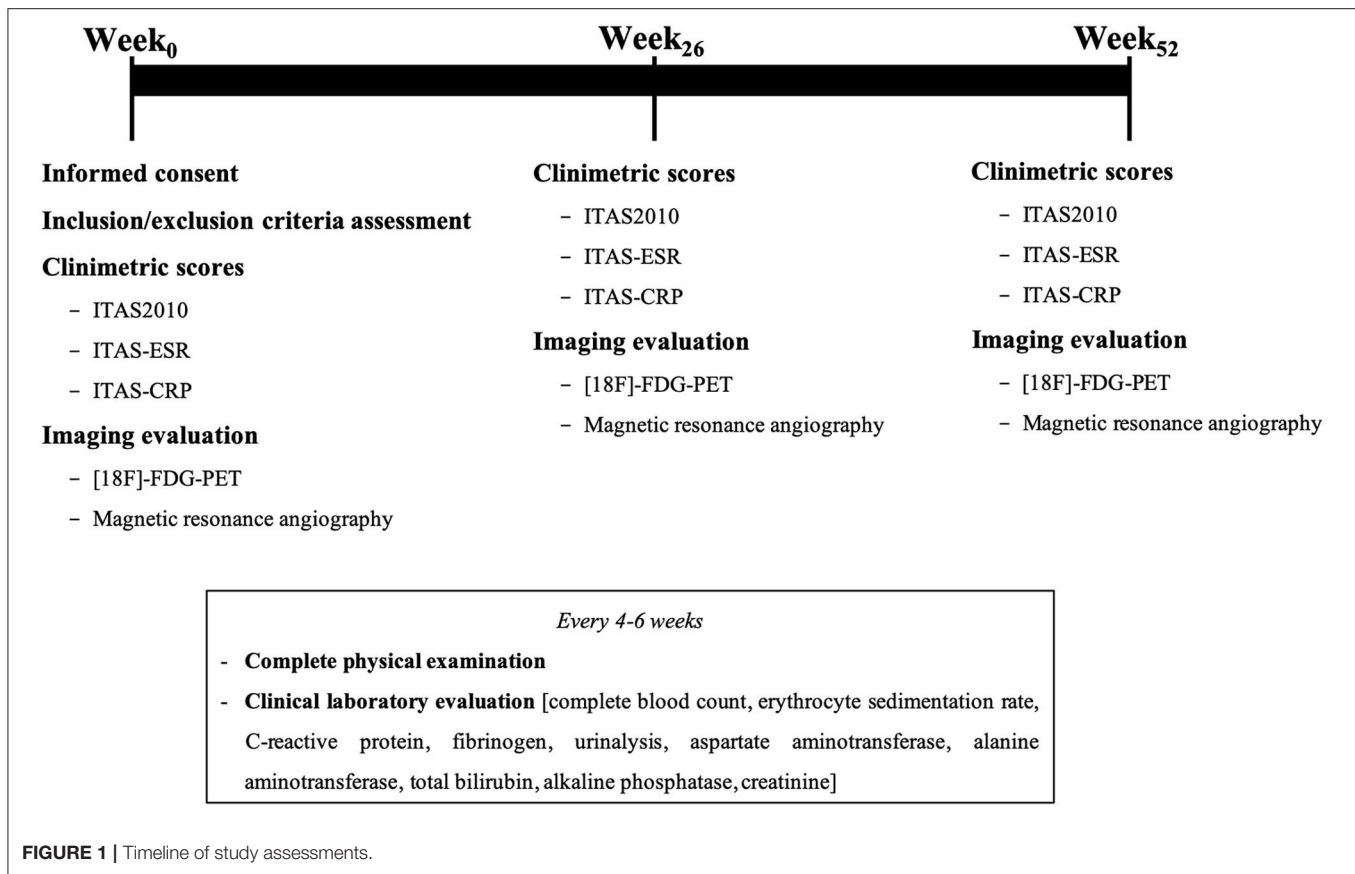 Week0
Week26
Week52
Informed consent
Inclusion/exclusion criteria assessment
Clinimetric scores
– ITAS2010
– ITAS-ESR
– ITAS-CRP
Imaging evaluation
– [18F]-FDG-PET
– Magnetic resonance angiography
Clinimetric scores
– ITAS2010
– ITAS-ESR
– ITAS-CRP
Imaging evaluation
– [18F]-FDG-PET
– Magnetic resonance angiography
Clinimetric scores
– ITAS2010
– ITAS-ESR
– ITAS-CRP
Imaging evaluation
– [18F]-FDG-PET
– Magnetic resonance angiography
Every 4-6 weeks
- Complete physical examination
- Clinical laboratory evaluation [complete blood count, erythrocyte sedimentation rate,
C-reactive protein, fibrinogen, urinalysis, aspartate aminotransferase, alanine
aminotransferase, total bilirubin, alkaline phosphatase, creatinine]
FIGURE 1 | Timeline of study assessments.